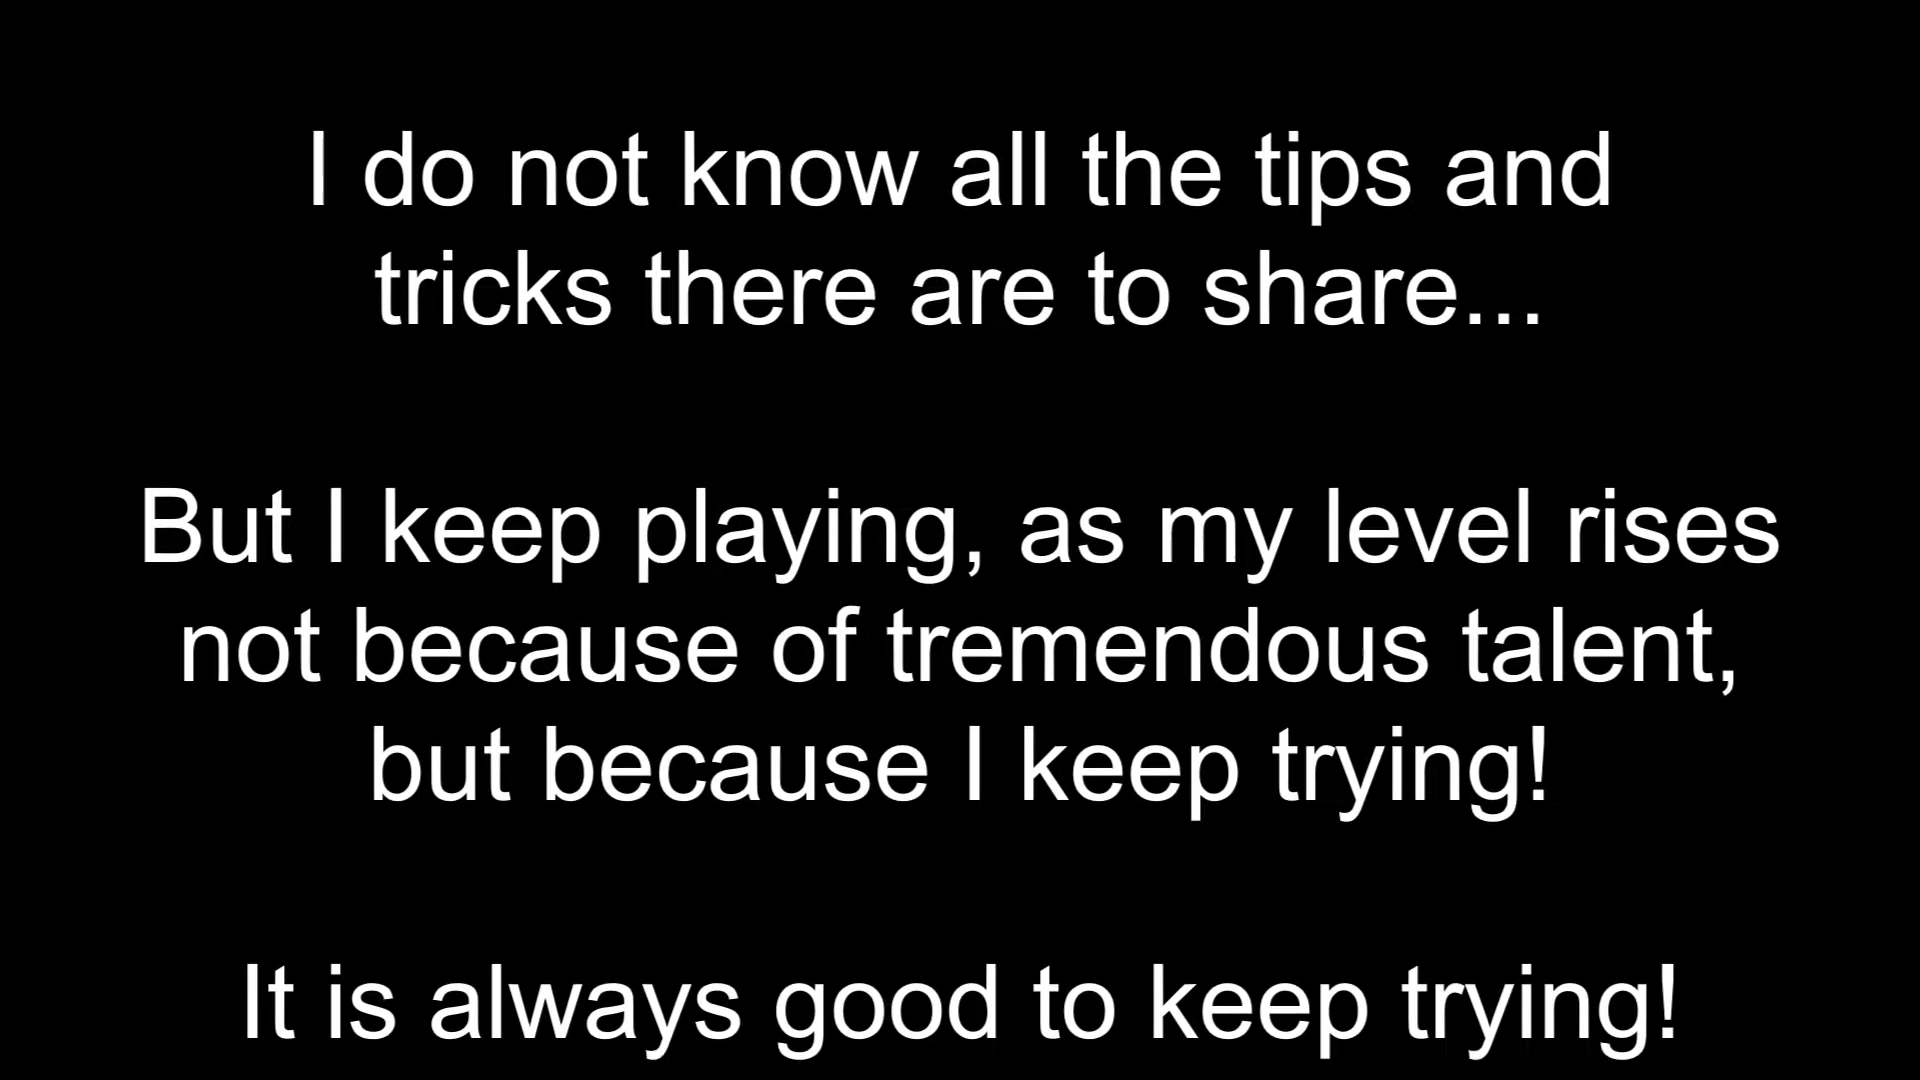 I do not know all the tips and
tricks there are to share...
But I keep playing, as my level rises
not because of tremendous talent,
but because I keep trying!
It is always good to keep trying!